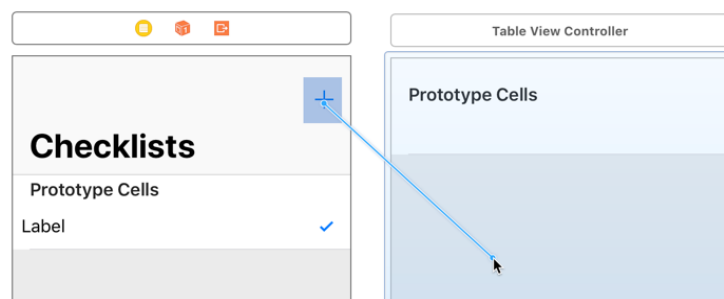 Table View Controller
Prototype Cells
Checklists
Prototype Cells
Label